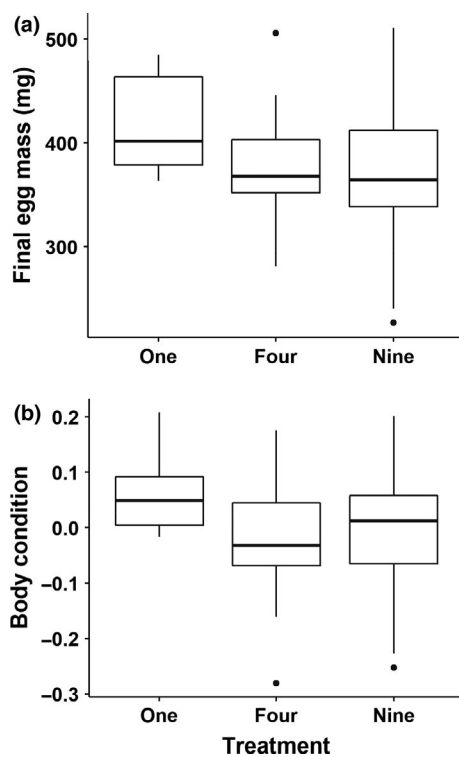 (a)
Final egg mass (mg)
500
400
300
One Four Nine
(b)
Body condition
0.2
0.1
0.0
−0.1
−0.2
−0.3
One Four Nine
Treatment